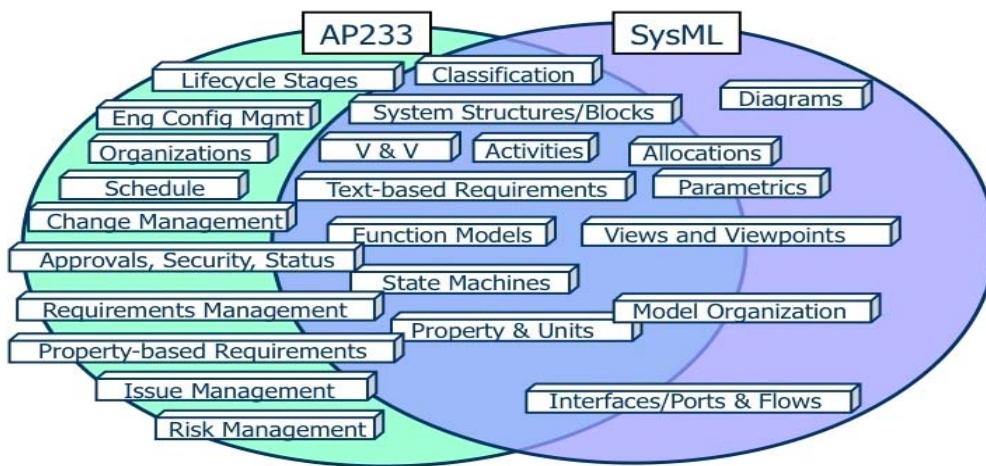 AP233
SysML
Lifecycle Stages
Classification
Diagrams
Eng Config Mgmt
System Structures/Blocks
Organizations
V & V
Activities
Allocations
Schedule
Text-based Requirements
Parametrics
Change Management
Function Models
Views and Viewpoints
Approvals, Security, Status
State Machines
Requirements Management
Model Organization
Property & Units
Property-based Requirements
Issue Management
Interfaces/Ports & Flows
Risk Management